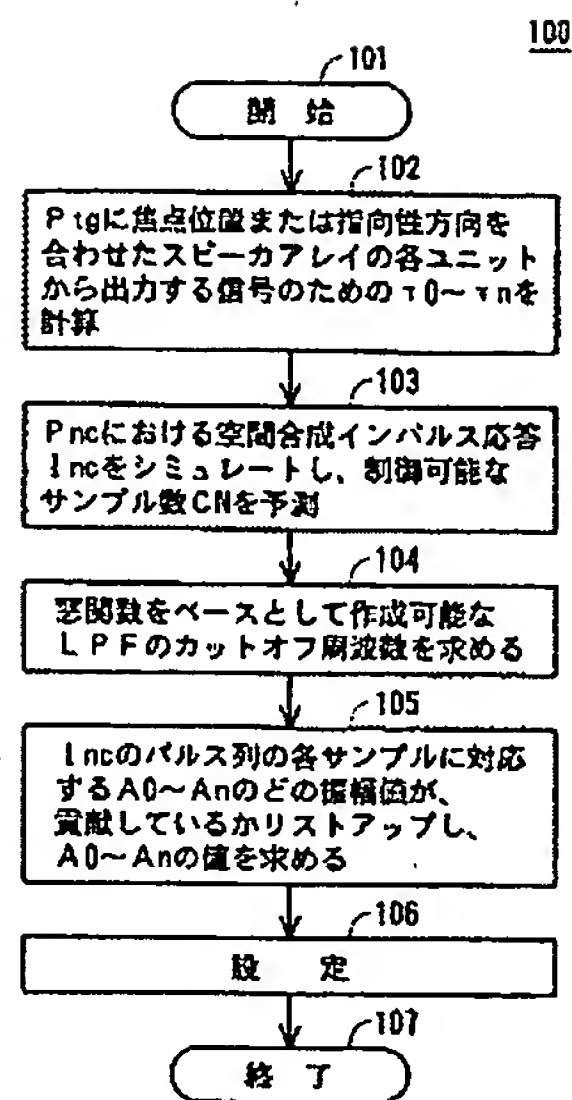 100
101
開 始
102
Ptgに焦点位置または指向性方向を
合わせたスピーカアレイの各ユニット
から出力する信号のためのτ0〜τnを
計算
103
Pncにおける空間合成インパルス応答
Incをシミュレートし、制御可能な
サンプル数CNを予測
104
窓関数をベースとして作成可能な
LPFのカットオフ周波数を求める
105
Incのパルス列の各サンプルに対応
するA0〜Anのどの振幅値が、
貢献しているかリストアップし、
A0〜Anの値を求める
106
設 定
107
終 了